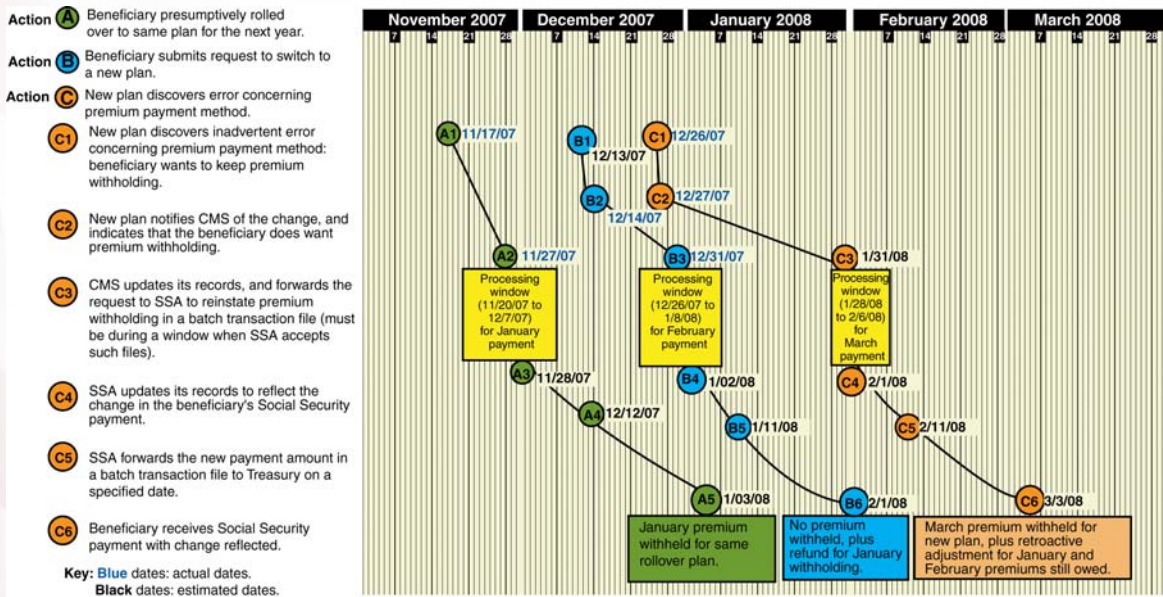 Action A Beneficiary presumptively rolled
over to same plan for the next year.
Action B Beneficiary submits request to switch to
a new plan.
Action C New plan discovers error concerning
premium payment method.
C1 New plan discovers inadvertent error
concerning premium payment method:
beneficiary wants to keep premium
withholding.
C2 New plan notifies CMS of the change, and
indicates that the beneficiary does want
premium withholding.
C3 CMS updates its records, and forwards the
request to SSA to reinstate premium
withholding in a batch transaction file (must
be during a window when SSA accepts
such files).
C4 SSA updates its records to reflect the
change in the beneficiary's Social Security
payment.
C5 SSA forwards the new payment amount in
a batch transaction file to Treasury on a
specified date.
C6 Beneficiary receives Social Security
payment with change reflected.
Key: Blue dates: actual dates.
Black dates: estimated dates.
November 2007 December 2007 January 2008 February 2008 March 2008
7 14 21 28 7 14 21 28 7 14 21 28 7 14 21 28 7 14 21 28
A1 11/17/07
B1 12/13/07
C1 12/26/07
B2 12/14/07
C2 12/27/07
A2 11/27/07
B3 12/31/07
C3 1/31/08
Processing
window
(11/20/07 to
12/7/07)
for January
payment
Processing
window
(12/26/07 to
1/8/08)
for February
payment
Processing
window
(1/28/08
to 2/6/08)
for
March
payment
A3 11/28/07
B4 1/02/08
C4 2/1/08
A4 12/12/07
B5 1/11/08
C5 2/11/08
A5 1/03/08
B6 2/1/08
C6 3/3/08
January premium
withheld for same
rollover plan.
No premium
withheld, plus
refund for January
withholding.
March premium withheld for
new plan, plus retroactive
adjustment for January and
February premiums still owed.